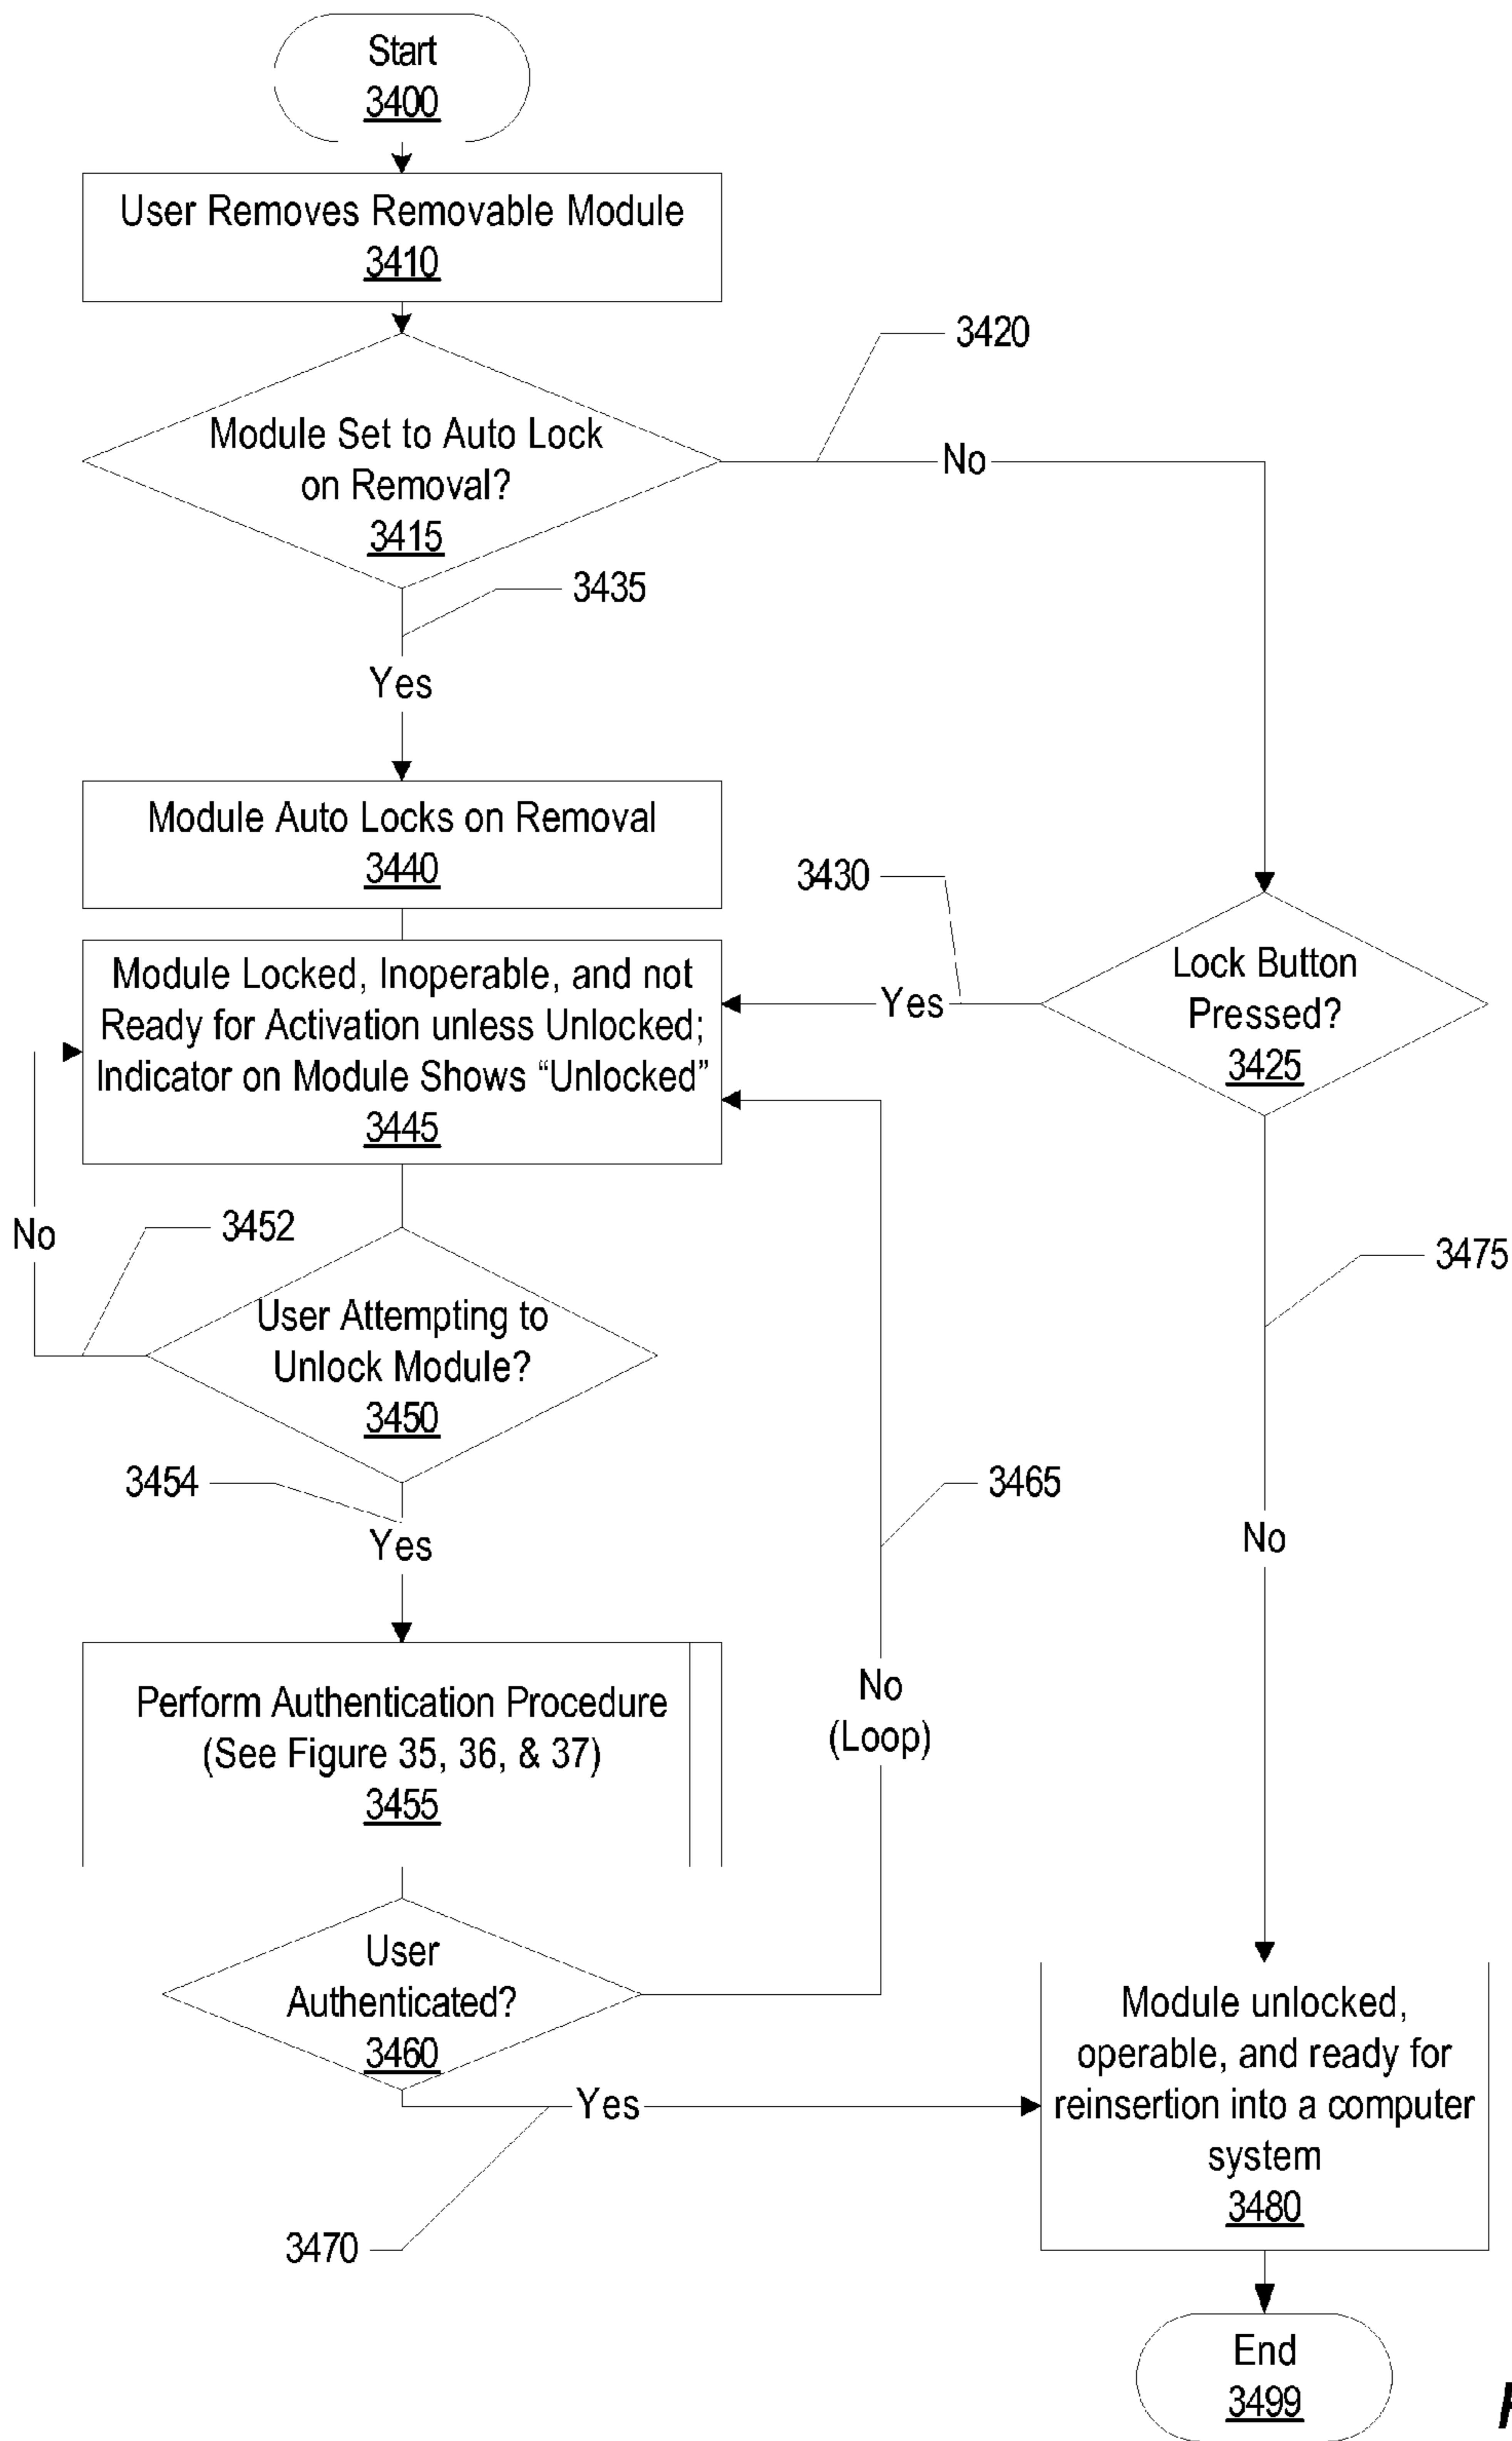 Start
3400
User Removes Removable Module
3410
3420
Module Set to Auto Lock
on Removal?
3415
No
3435
Yes
Module Auto Locks on Removal
3440
3430
Module Locked, Inoperable, and not
Ready for Activation unless Unlocked;
Indicator on Module Shows “Unlocked”
3445
Yes
Lock Button
Pressed?
3425
No
3452
3475
User Attempting to
Unlock Module?
3450
3454
Yes
3465
No
Perform Authentication Procedure
(See Figure 35, 36, & 37)
3455
No
(Loop)
User
Authenticated?
3460
Yes
3470
Module unlocked,
operable, and ready for
reinsertion into a computer
system
3480
End
3499